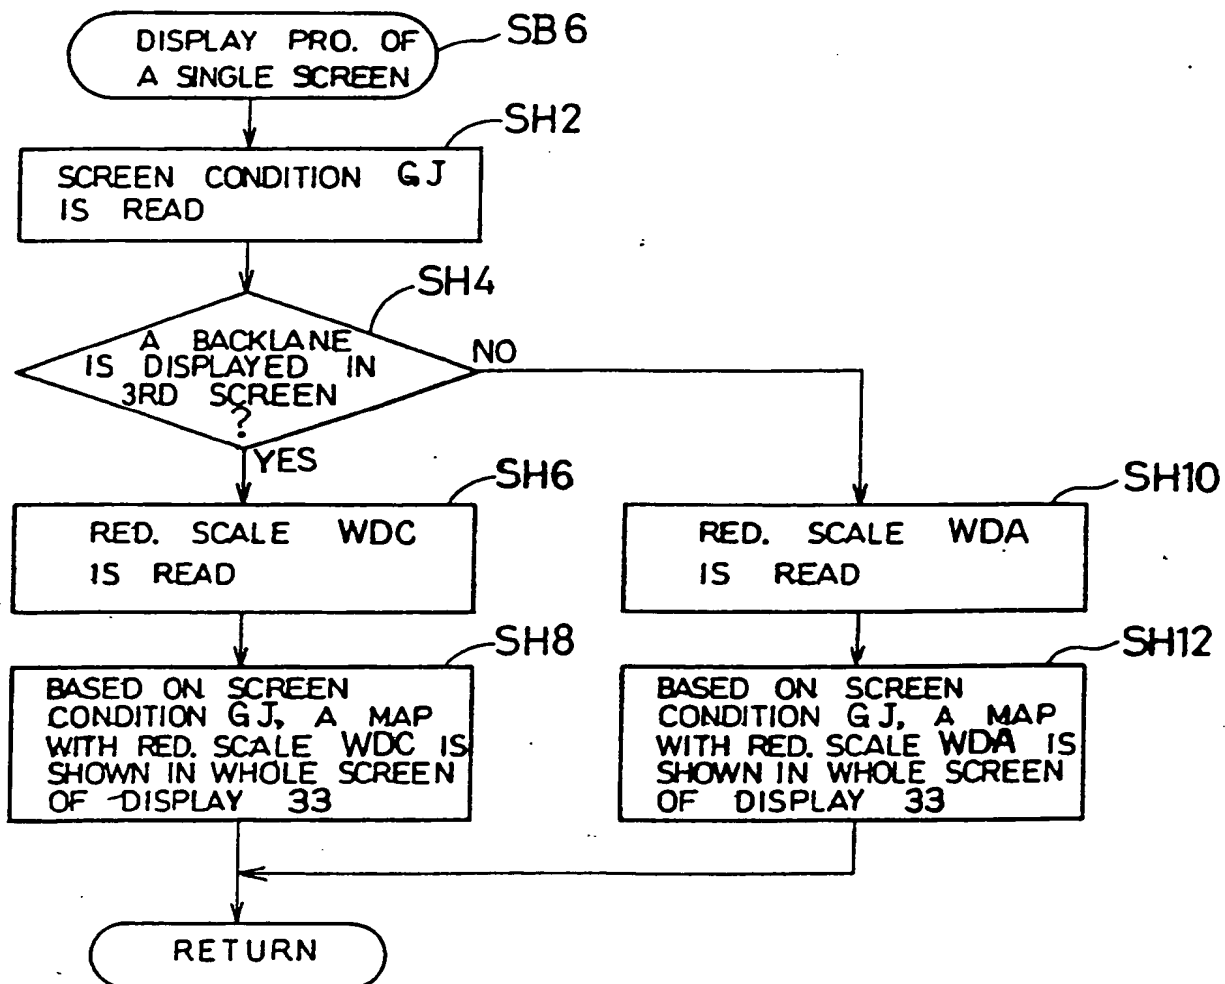 DISPLAY PRO. OF
A SINGLE SCREEN
SB6
SH2
SCREEN CONDITION GJ
IS READ
SH4
A BACKLANE
IS DISPLAYED IN
3RD SCREEN
?
NO
YES
SH6
RED. SCALE WDC
IS READ
SH10
RED. SCALE WDA
IS READ
SH8
BASED ON SCREEN
CONDITION GJ, A MAP
WITH RED. SCALE WDC IS
SHOWN IN WHOLE SCREEN
OF DISPLAY 33
SH12
BASED ON SCREEN
CONDITION GJ, A MAP
WITH RED. SCALE WDA IS
SHOWN IN WHOLE SCREEN
OF DISPLAY 33
RETURN